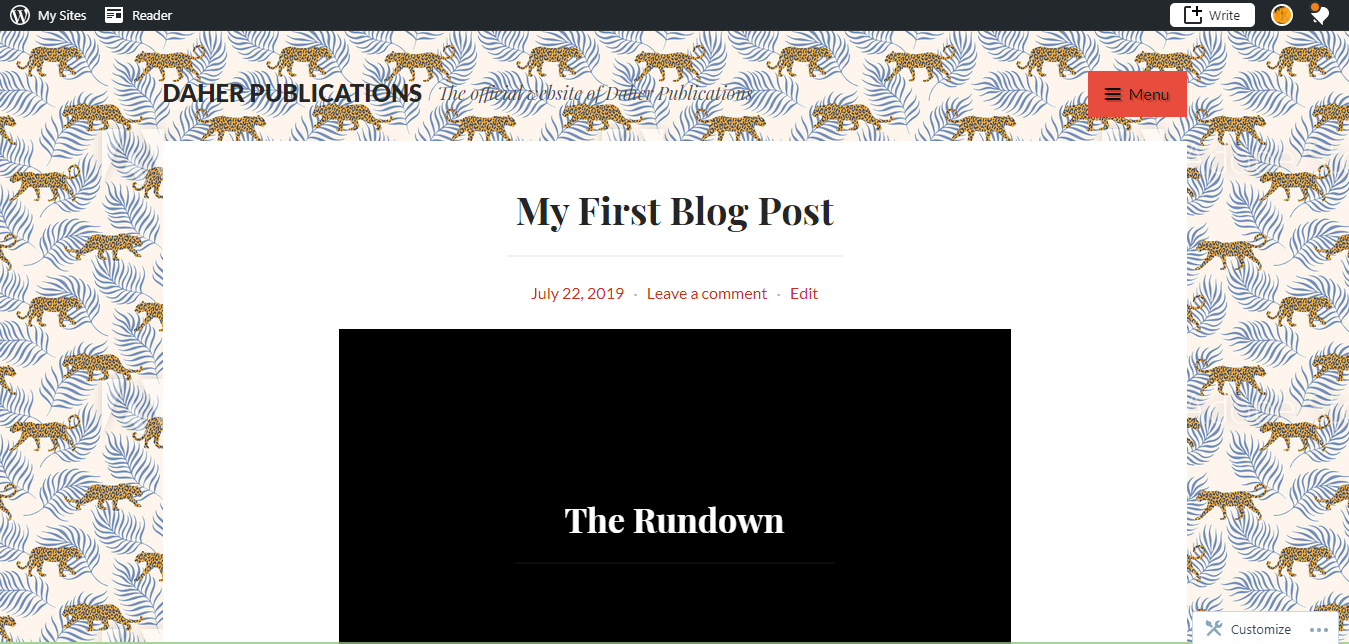 My Sites Reader Write
DAHER PUBLICATIONS / The official website of Daher Publications Menu
My First Blog Post
July 22, 2019 · Leave a comment · Edit
The Rundown
Customize